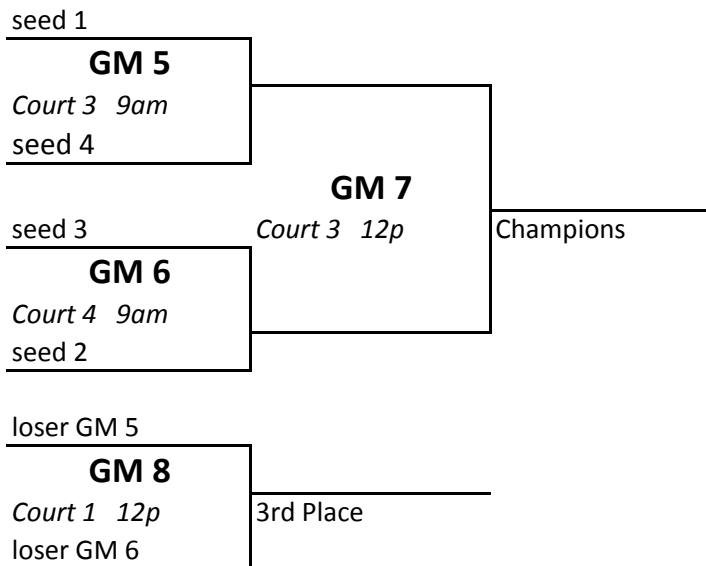 seed 1
GM 5
Court 3 9am
seed 4
GM 7
seed 3
Court 3 12p
Champions
GM 6
Court 4 9am
seed 2
loser GM 5
GM 8
Court 1 12p
3rd Place
loser GM 6